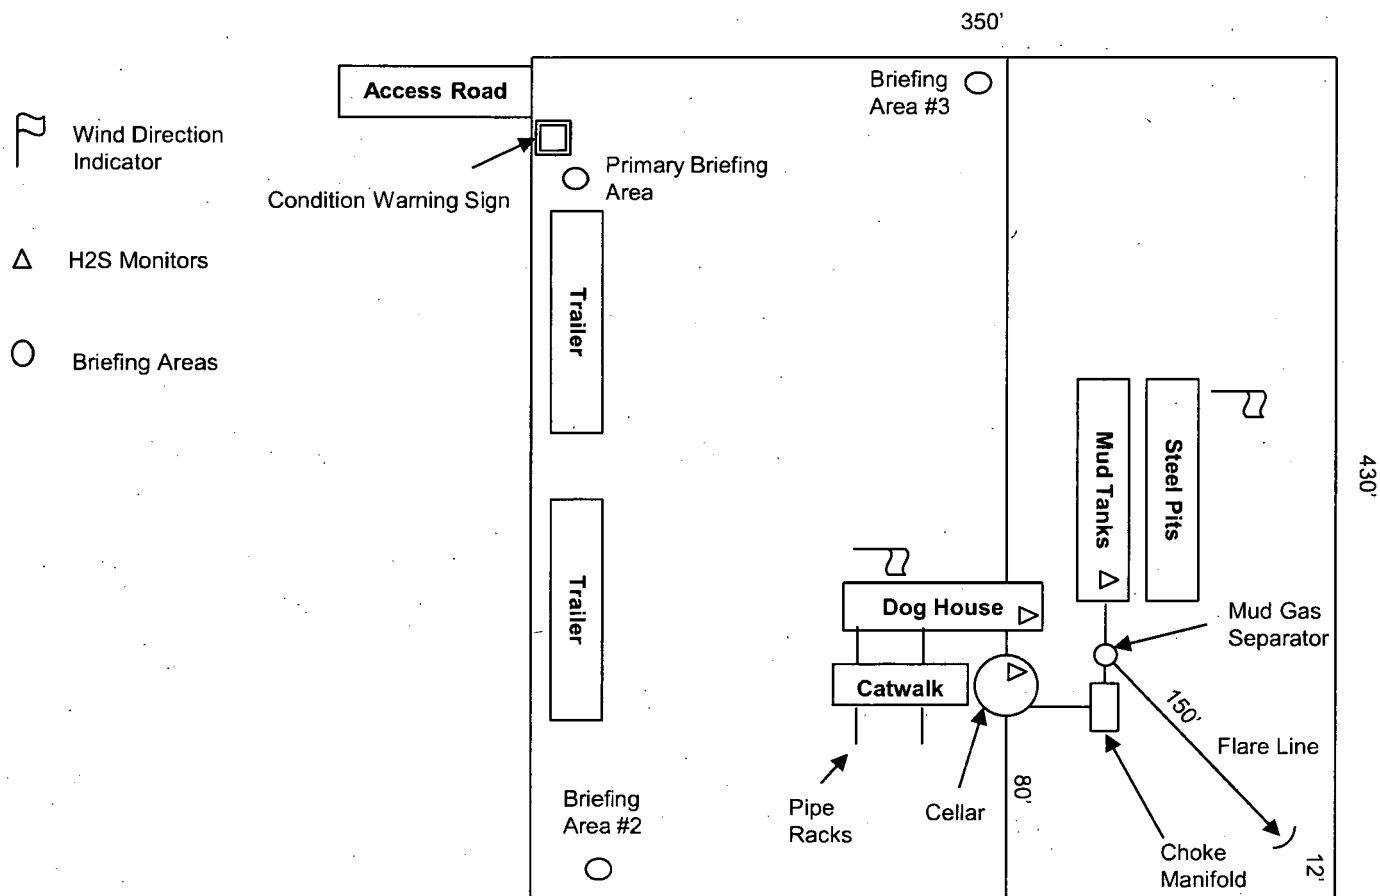 350'
Access Road
Briefing
Area #3
Wind Direction
Indicator
Primary Briefing
Area
Condition Warning Sign
H2S Monitors
Briefing Areas
Trailer
Mud Tanks
Steel Pits
430'
Trailer
Dog House
Mud Gas
Separator
Catwalk
150'
Flare Line
80'
Briefing
Area #2
Pipe
Racks
Cellar
Choke
Manifold
12'